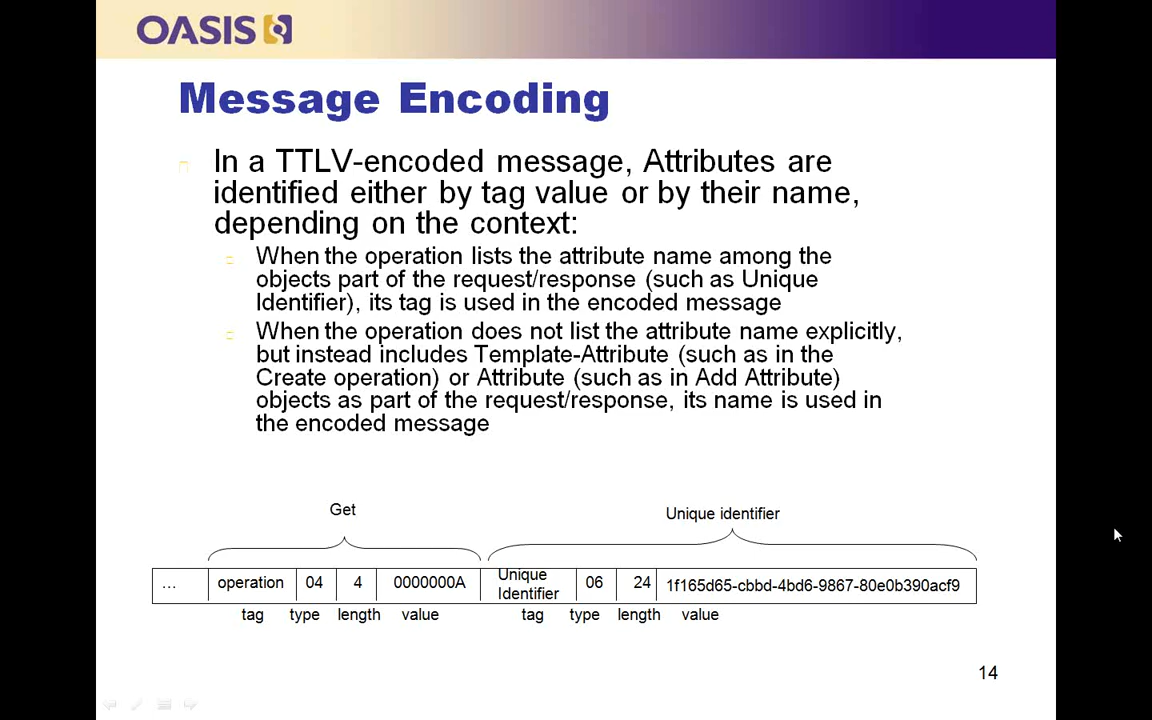 OASIS
Message Encoding
In a TTLV-encoded message, Attributes are
identified either by tag value or by their name,
depending on the context:
When the operation lists the attribute name among the
objects part of the request/response (such as Unique
Identifier), its tag is used in the encoded message
When the operation does not list the attribute name explicitly,
but instead includes Template-Attribute (such as in the
Create operation) or Attribute (such as in Add Attribute)
objects as part of the request/response, its name is used in
the encoded message
Get
Unique identifier
... operation 04 4 0000000A Unique Identifier 06 24 1f165d65-cbbd-4bd6-9867-80e0b390acf9
tag type length value tag type length value
14